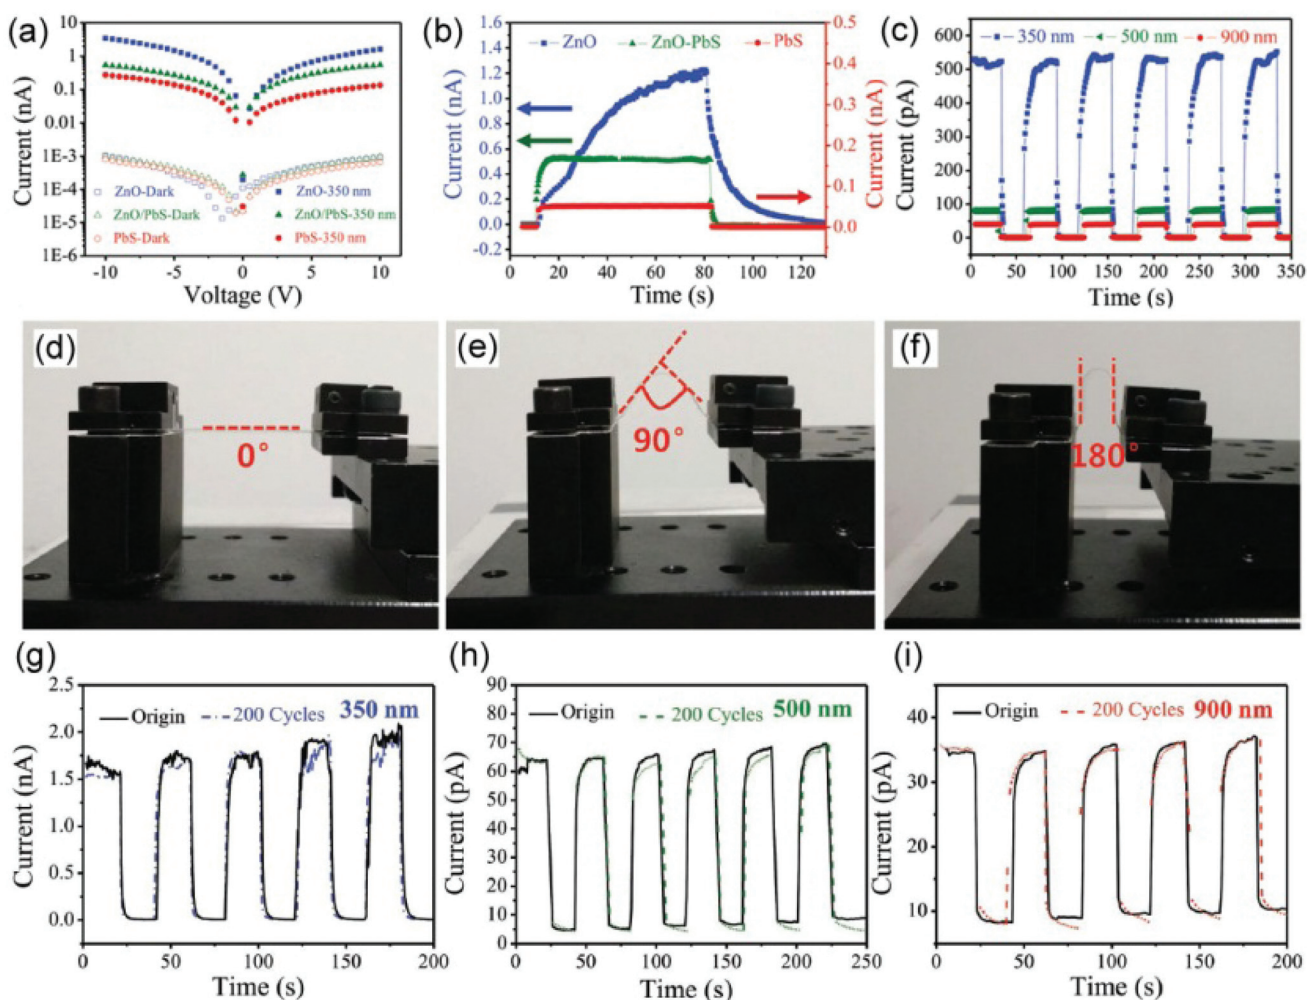 (a)
Current (nA)
10
1
0.1
0.01
1E-3
1E-4
1E-5
1E-6
ZnO-Dark
ZnO-350 nm
ZnO/PbS-Dark
ZnO/PbS-350 nm
PbS-Dark
PbS-350 nm
-10
-5
0
5
10
Voltage (V)
(b)
Current (nA)
1.6
1.4
1.2
1.0
0.8
0.6
0.4
0.2
0.0
-0.2
ZnO
ZnO-PbS
PbS
0.5
0.4
0.3
0.2
0.1
0.0
Current (nA)
0
20
40
60
80
100
120
Time (s)
(c)
Current (pA)
600
500
400
300
200
100
0
350 nm
500 nm
900 nm
0
50
100
150
200
250
300
350
Time (s)
(d)
0°
(e)
90°
(f)
180°
(g)
Current (nA)
2.5
2.0
1.5
1.0
0.5
0.0
Origin
200 Cycles
350 nm
0
50
100
150
200
Time (s)
(h)
Current (pA)
90
80
70
60
50
40
30
20
10
0
Origin
200 Cycles
500 nm
0
50
100
150
200
250
Time (s)
(i)
Current (pA)
40
30
20
10
Origin
200 Cycles
900 nm
0
50
100
150
200
Time (s)